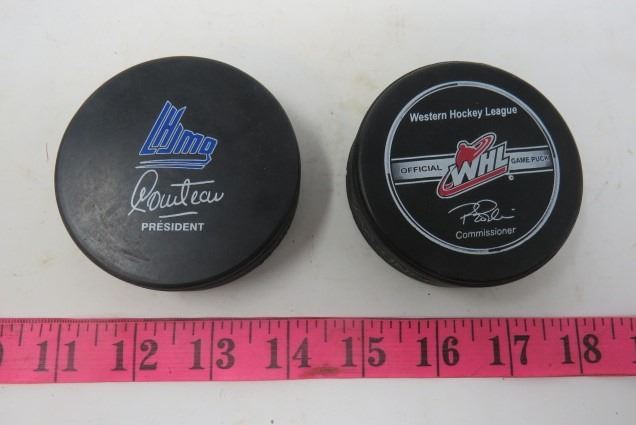 LHJMQ
Courteau
PRÉSIDENT
Western Hockey League
OFFICIAL WHL GAME PUCK
Commissioner
11 12 13 14 15 16 17 18